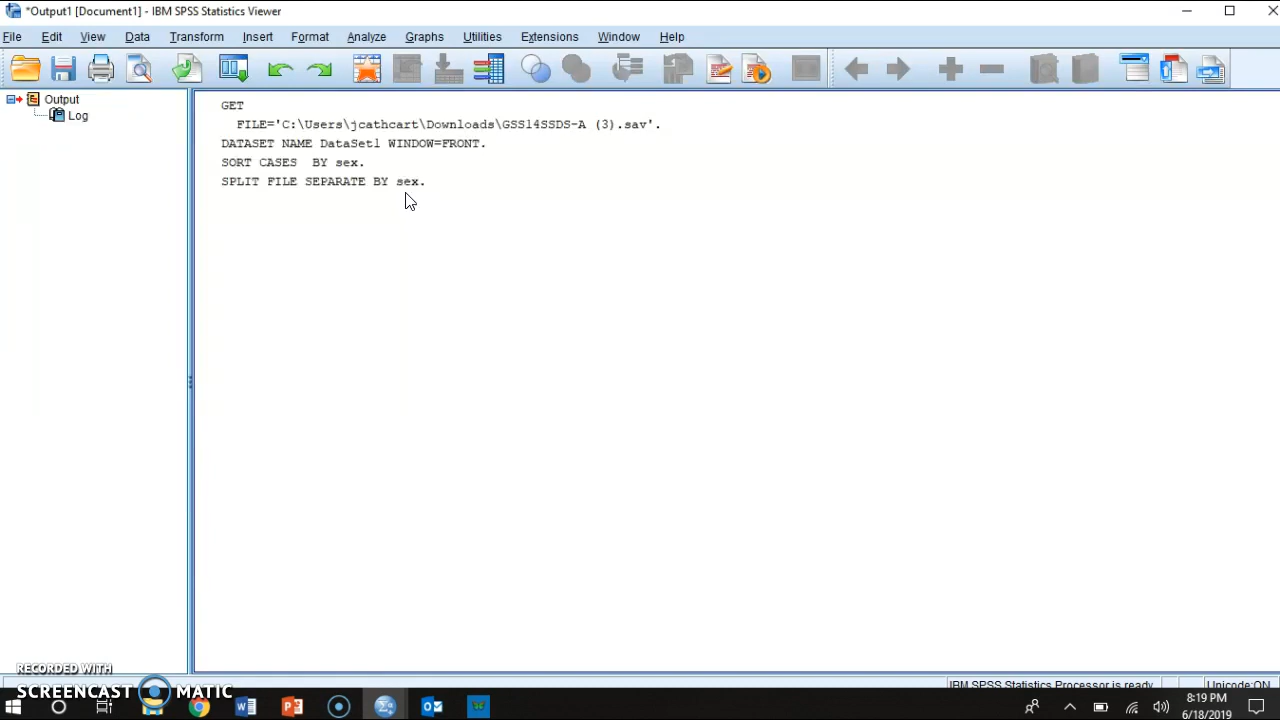 *Output1 [Document1] - IBM SPSS Statistics Viewer
File Edit View Data Transform Insert Format Analyze Graphs Utilities Extensions Window Help
Output
Log
GET
FILE='C:\Users\jcathcart\Downloads\GSS14SSDS-A (3).sav'.
DATASET NAME DataSet1 WINDOW=FRONT.
SORT CASES  BY sex.
SPLIT FILE SEPARATE BY sex.
IBM SPSS Statistics Processor is ready
Unicode:ON
RECORDED WITH
SCREENCAST MATIC
8:19 PM
6/18/2019